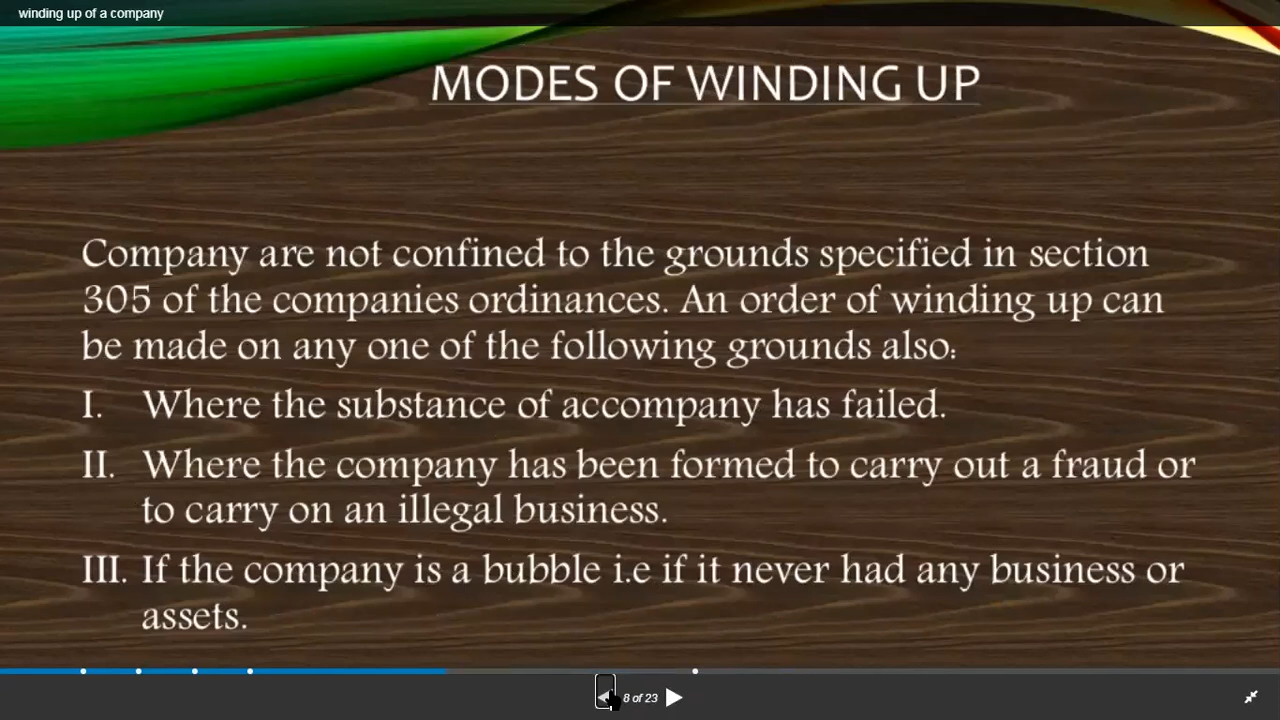 winding up of a company
MODES OF WINDING UP
Company are not confined to the grounds specified in section
305 of the companies ordinances. An order of winding up can
be made on any one of the following grounds also:
I. Where the substance of accompany has failed.
II. Where the company has been formed to carry out a fraud or
to carry on an illegal business.
III. If the company is a bubble i.e if it never had any business or
assets.
8 of 23